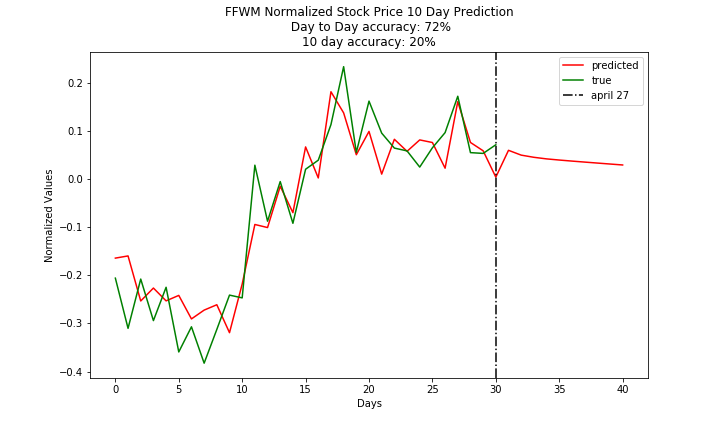 FFWM Normalized Stock Price 10 Day Prediction
Day to Day accuracy: 72%
10 day accuracy: 20%
predicted
true
april 27
Normalized Values
0.2
0.1
0.0
−0.1
−0.2
−0.3
−0.4
0 5 10 15 20 25 30 35 40
Days